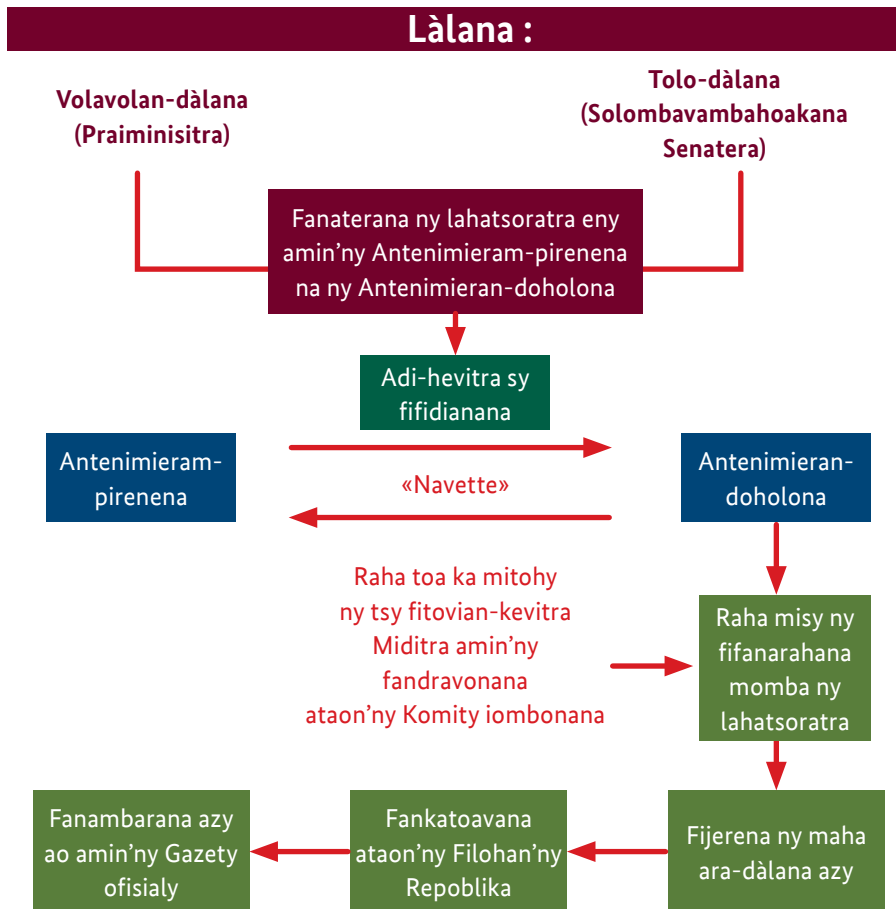 Làlana :
Volavolan-dàlana
(Praiminisitra)
Tolo-dàlana
(Solombavambahoakana
Senatera)
Fanaterana ny lahatsoratra eny
amin’ny Antenimieram-pirenena
na ny Antenimieran-doholona
Adi-hevitra sy
fifidianana
Antenimieram-
pirenena
«Navette»
Antenimieran-
doholona
Raha toa ka mitohy
ny tsy fitovian-kevitra
Miditra amin’ny
fandravonana
ataon’ny Komity iombonana
Raha misy ny
fifanarahana
momba ny
lahatsoratra
Fanambarana azy
ao amin’ny Gazety
ofisialy
Fankatoavana
ataon’ny Filohan’ny
Repoblika
Fijerena ny maha
ara-dàlana azy